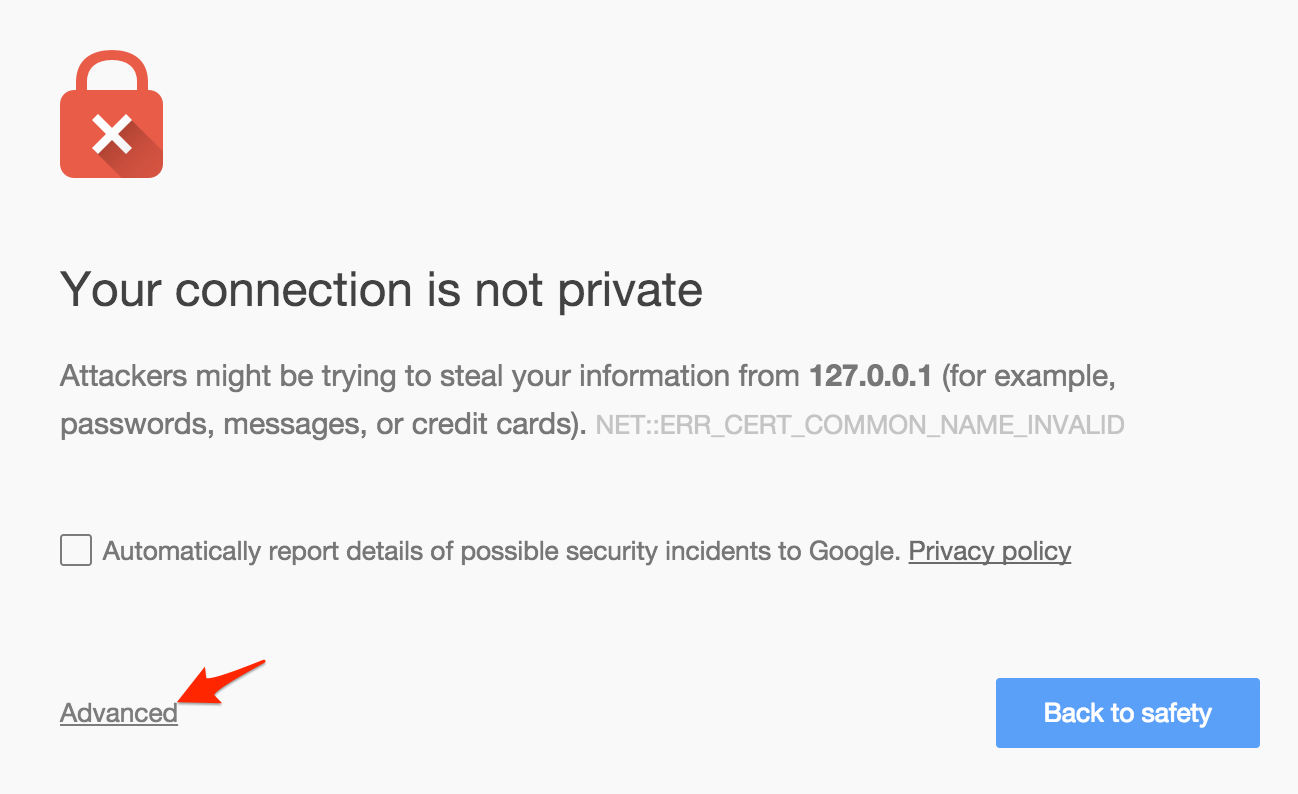 Your connection is not private
Attackers might be trying to steal your information from 127.0.0.1 (for example,
passwords, messages, or credit cards). NET::ERR_CERT_COMMON_NAME_INVALID
Automatically report details of possible security incidents to Google. Privacy policy
Advanced
Back to safety